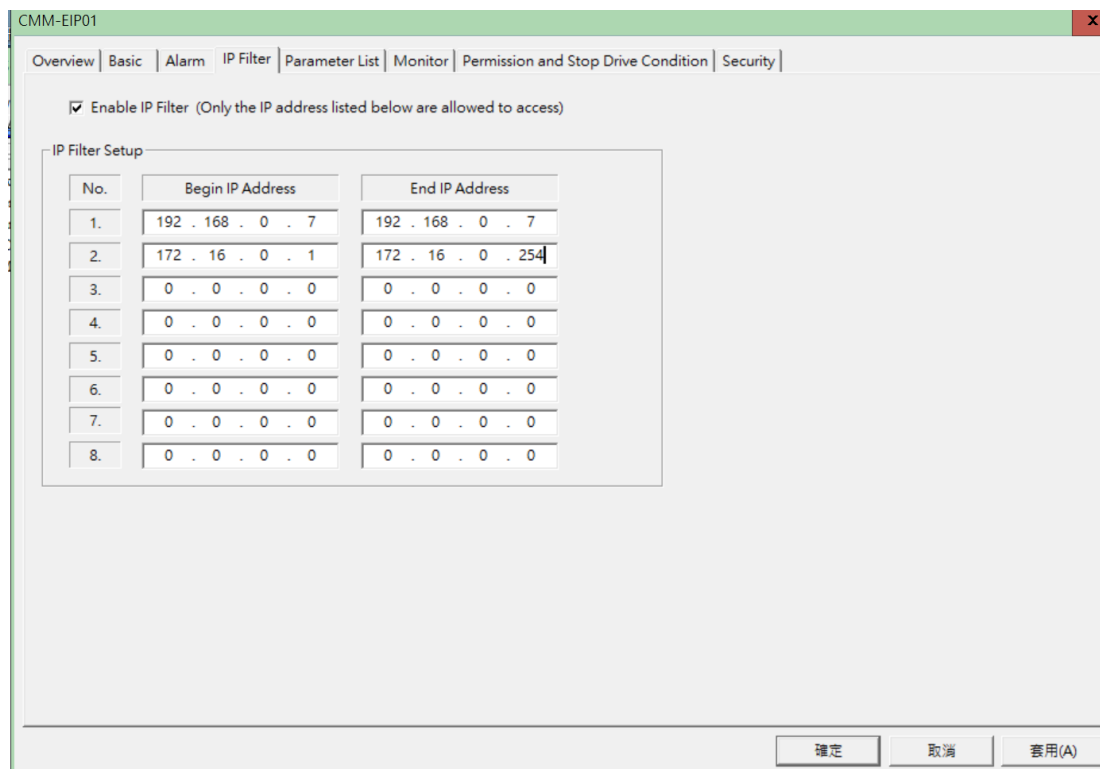 CMM-EIP01 x
Overview Basic Alarm IP Filter Parameter List Monitor Permission and Stop Drive Condition Security
Enable IP Filter (Only the IP address listed below are allowed to access)
IP Filter Setup
No. Begin IP Address End IP Address
1. 192 . 168 . 0 . 7 192 . 168 . 0 . 7
2. 172 . 16 . 0 . 1 172 . 16 . 0 . 254
3. 0 . 0 . 0 . 0 0 . 0 . 0 . 0
4. 0 . 0 . 0 . 0 0 . 0 . 0 . 0
5. 0 . 0 . 0 . 0 0 . 0 . 0 . 0
6. 0 . 0 . 0 . 0 0 . 0 . 0 . 0
7. 0 . 0 . 0 . 0 0 . 0 . 0 . 0
8. 0 . 0 . 0 . 0 0 . 0 . 0 . 0
確定 取消 套用(A)